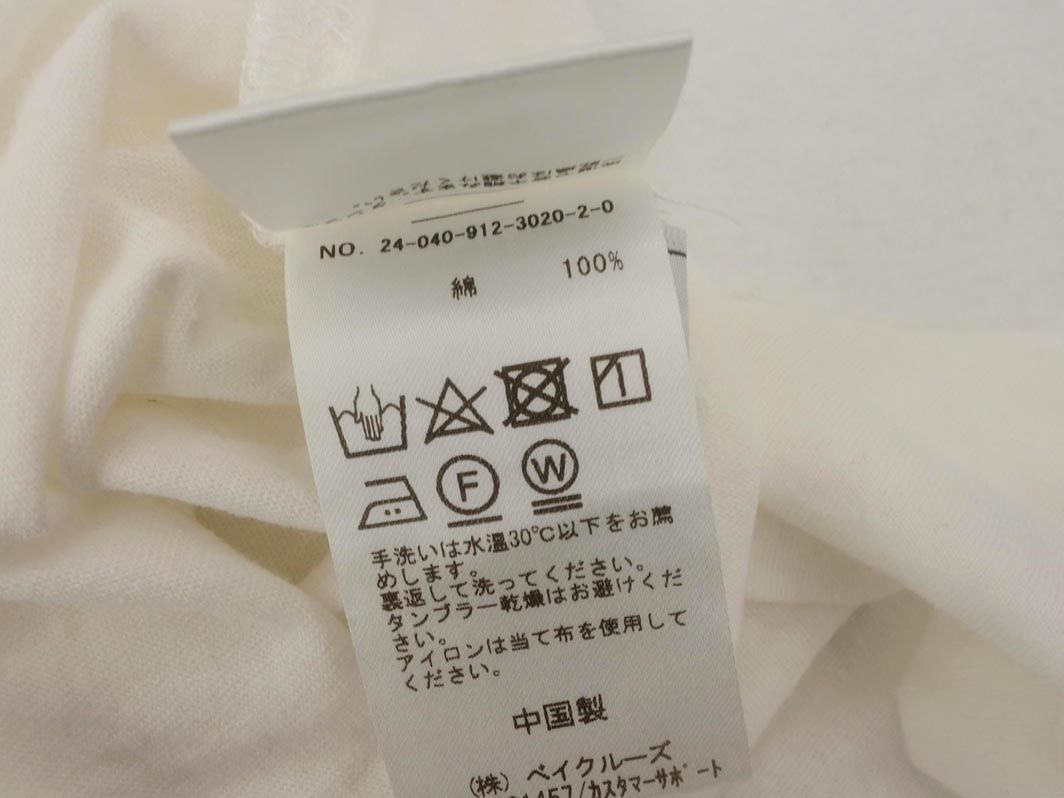 NO. 24-040-912-3020-2-0
綿 100%
F W
手洗いは水温30℃以下をお薦
めします。
裏返して洗ってください。
タンブラー乾燥はお避けくだ
さい。
アイロンは当て布を使用して
ください。
中国製
(株) ベイクルーズ
1457/カスタマーサポート